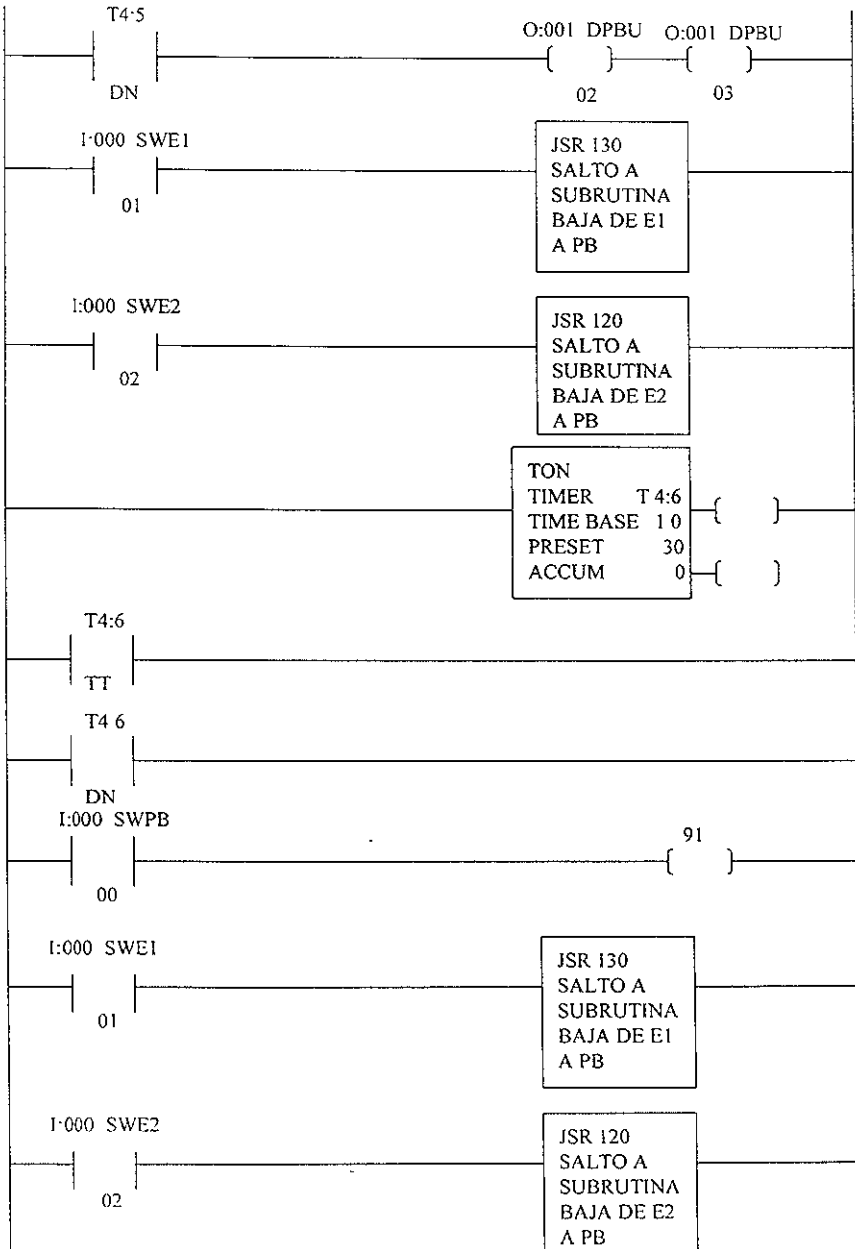 T4·5
O:001 DPBU O:001 DPBU
DN
02 03
I·000 SWE1
01
JSR 130
SALTO A
SUBRUTINA
BAJA DE E1
A PB
I:000 SWE2
02
JSR 120
SALTO A
SUBRUTINA
BAJA DE E2
A PB
TON
TIMER T 4:6
TIME BASE 1 0
PRESET 30
ACCUM 0
T4:6
TT
T4 6
DN
I:000 SWPB
91
00
I:000 SWE1
01
JSR 130
SALTO A
SUBRUTINA
BAJA DE E1
A PB
I·000 SWE2
02
JSR 120
SALTO A
SUBRUTINA
BAJA DE E2
A PB